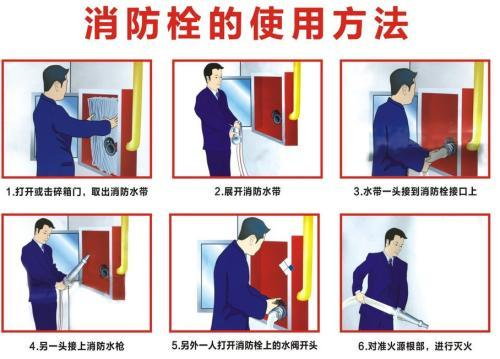 消防栓的使用方法
1.打开或击碎箱门，取出消防水带
2.展开消防水带
3.水带一头接到消防栓接口上
4.另一头接上消防水枪
5.另外一人打开消防栓上的水阀开头
6.对准火源根部，进行灭火